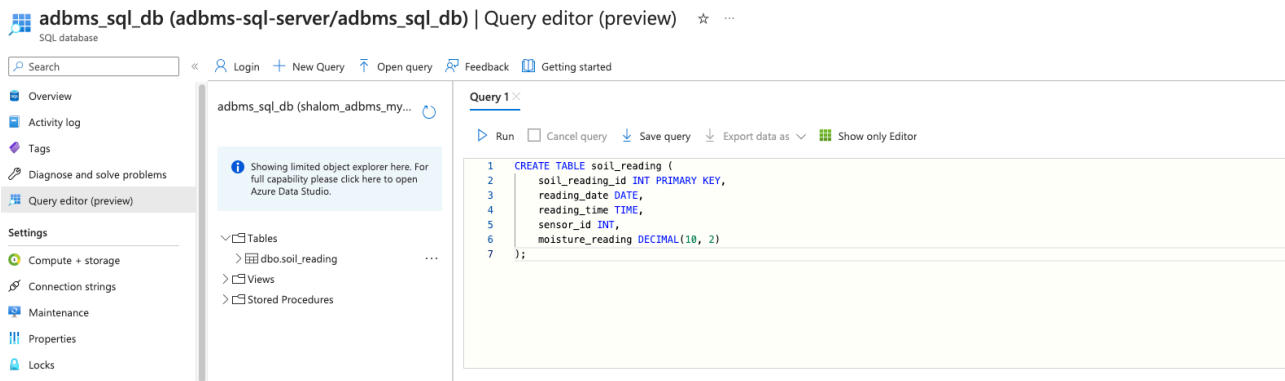 adbms_sql_db (adbms-sql-server/adbms_sql_db) | Query editor (preview)
SQL database
Search
Login
New Query
Open query
Feedback
Getting started
Overview
Activity log
Tags
Diagnose and solve problems
Query editor (preview)
Settings
Compute + storage
Connection strings
Maintenance
Properties
Locks
adbms_sql_db (shalom_adbms_my...
Showing limited object explorer here. For
full capability please click here to open
Azure Data Studio.
Tables
dbo.soil_reading
Views
Stored Procedures
Query 1
Run
Cancel query
Save query
Export data as
Show only Editor
1 CREATE TABLE soil_reading (
2 soil_reading_id INT PRIMARY KEY,
3 reading_date DATE,
4 reading_time TIME,
5 sensor_id INT,
6 moisture_reading DECIMAL(10, 2)
7 );